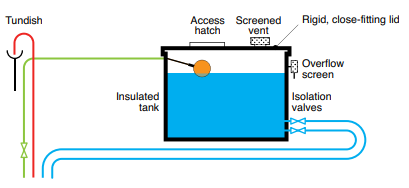 Tundish
Access
hatch
Screened
vent
Rigid, close-fitting lid
Overflow
screen
Insulated
tank
Isolation
valves